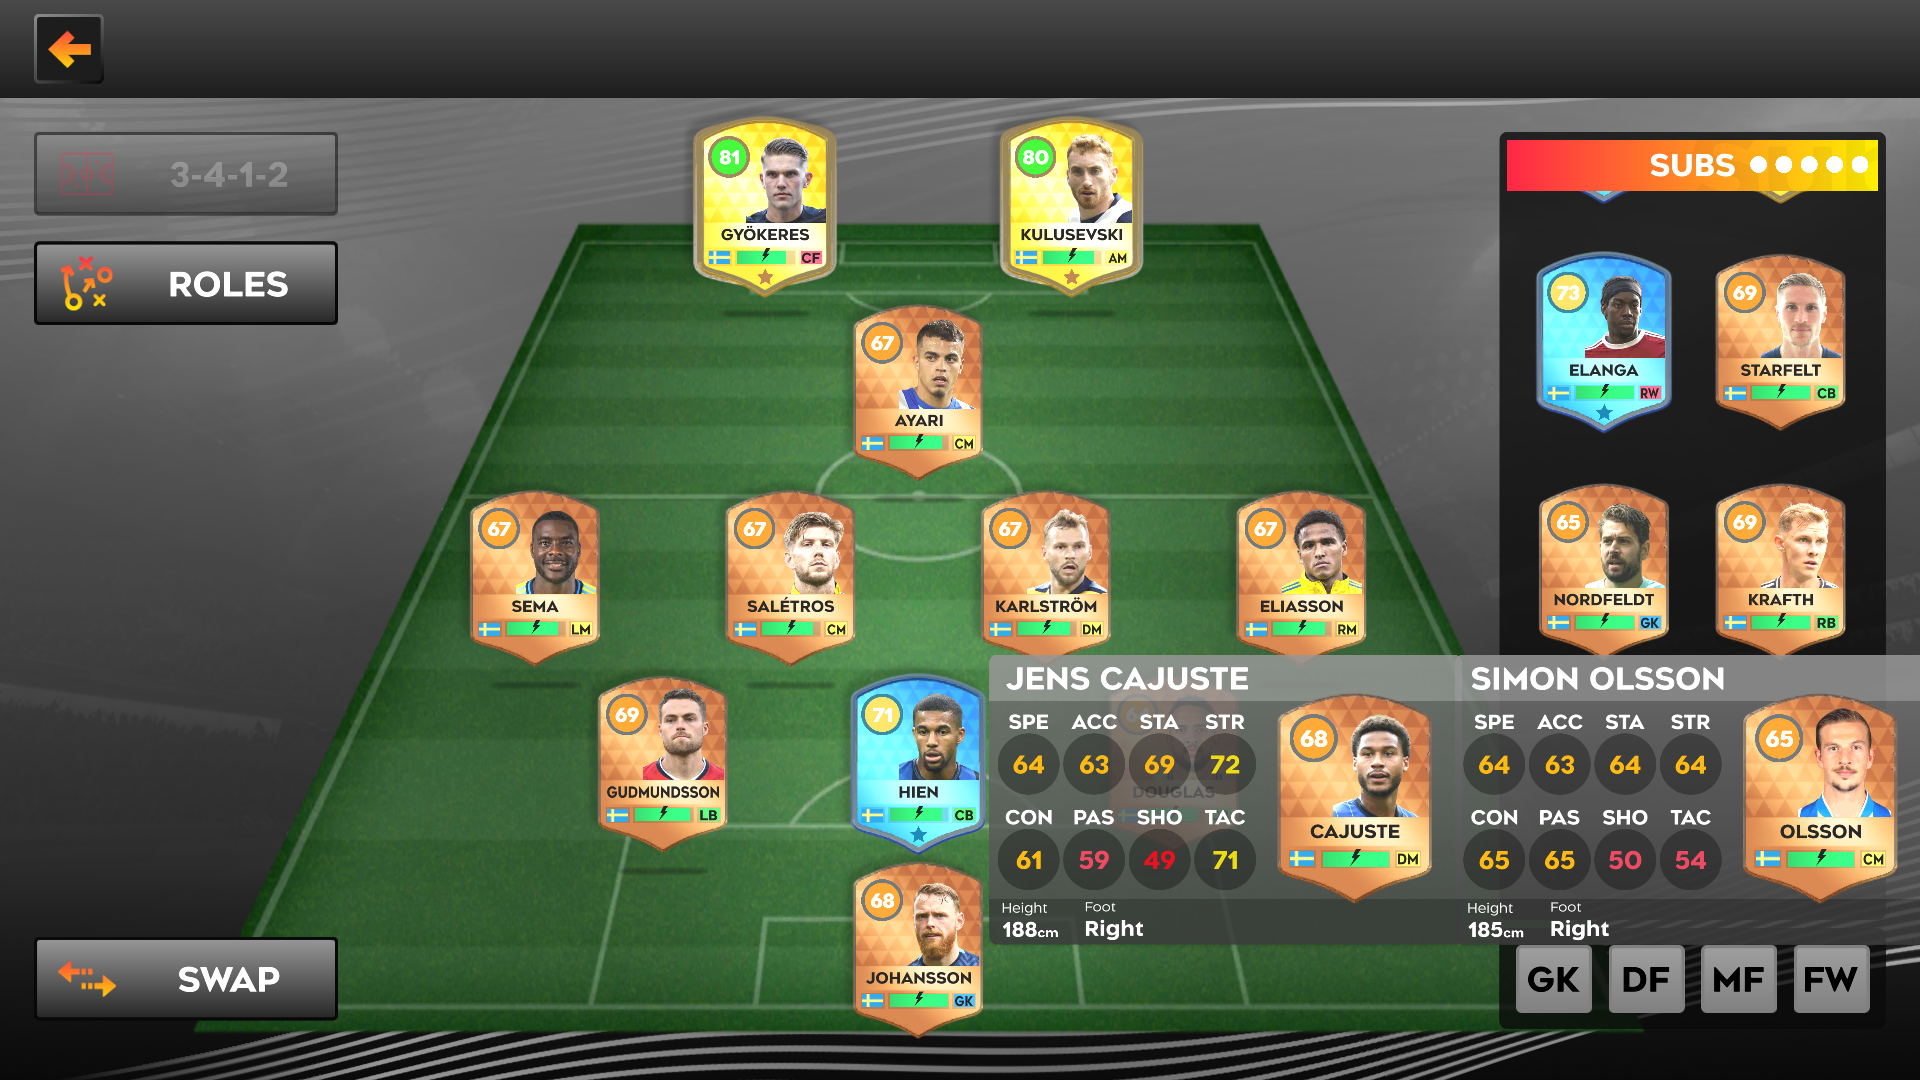 3-4-1-2
ROLES
SWAP
81
GYÖKERES
CF
80
KULUSEVSKI
AM
67
AYARI
CM
67
SEMA
LM
67
SALÉTROS
CM
67
KARLSTRÖM
DM
67
ELIASSON
RM
69
GUDMUNDSSON
LB
71
HIEN
CB
DOUGLAS
68
JOHANSSON
GK
SUBS
73
ELANGA
RW
69
STARFELT
CB
65
NORDFELDT
GK
69
KRAFTH
RB
JENS CAJUSTE
SPE ACC STA STR
64 63 69 72
CON PAS SHO TAC
61 59 49 71
Height Foot
188cm Right
68
CAJUSTE
DM
SIMON OLSSON
SPE ACC STA STR
64 63 64 64
CON PAS SHO TAC
65 65 50 54
Height Foot
185cm Right
65
OLSSON
CM
GK DF MF FW